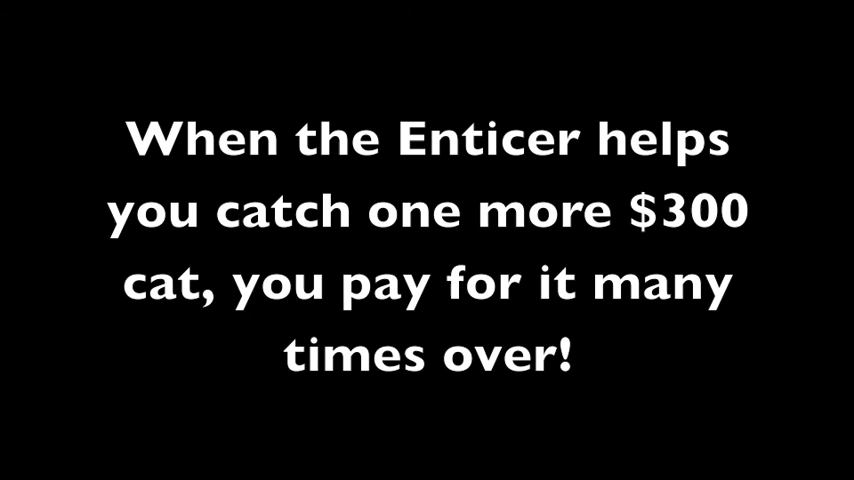 When the Enticer helps
you catch one more $300
cat, you pay for it many
times over!